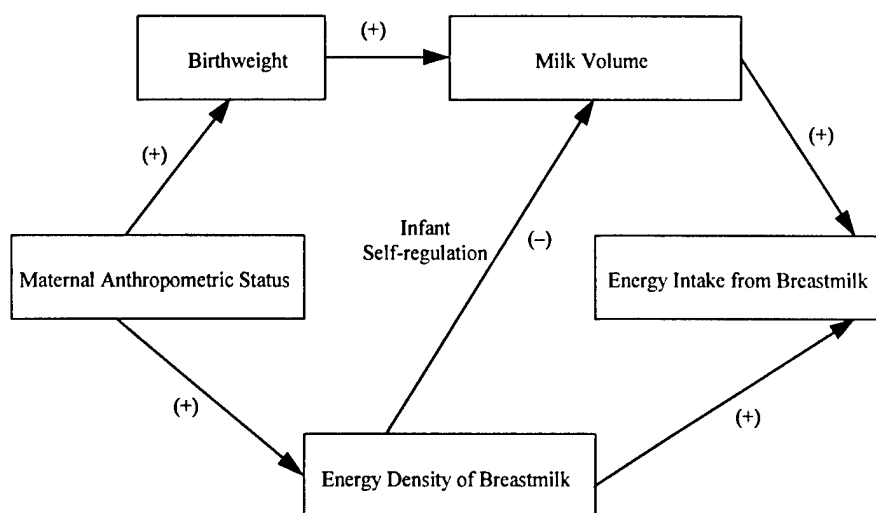 (+)
Birthweight
Milk Volume
(+)
(+)
Infant
Self-regulation
(–)
Maternal Anthropometric Status
Energy Intake from Breastmilk
(+)
(+)
Energy Density of Breastmilk